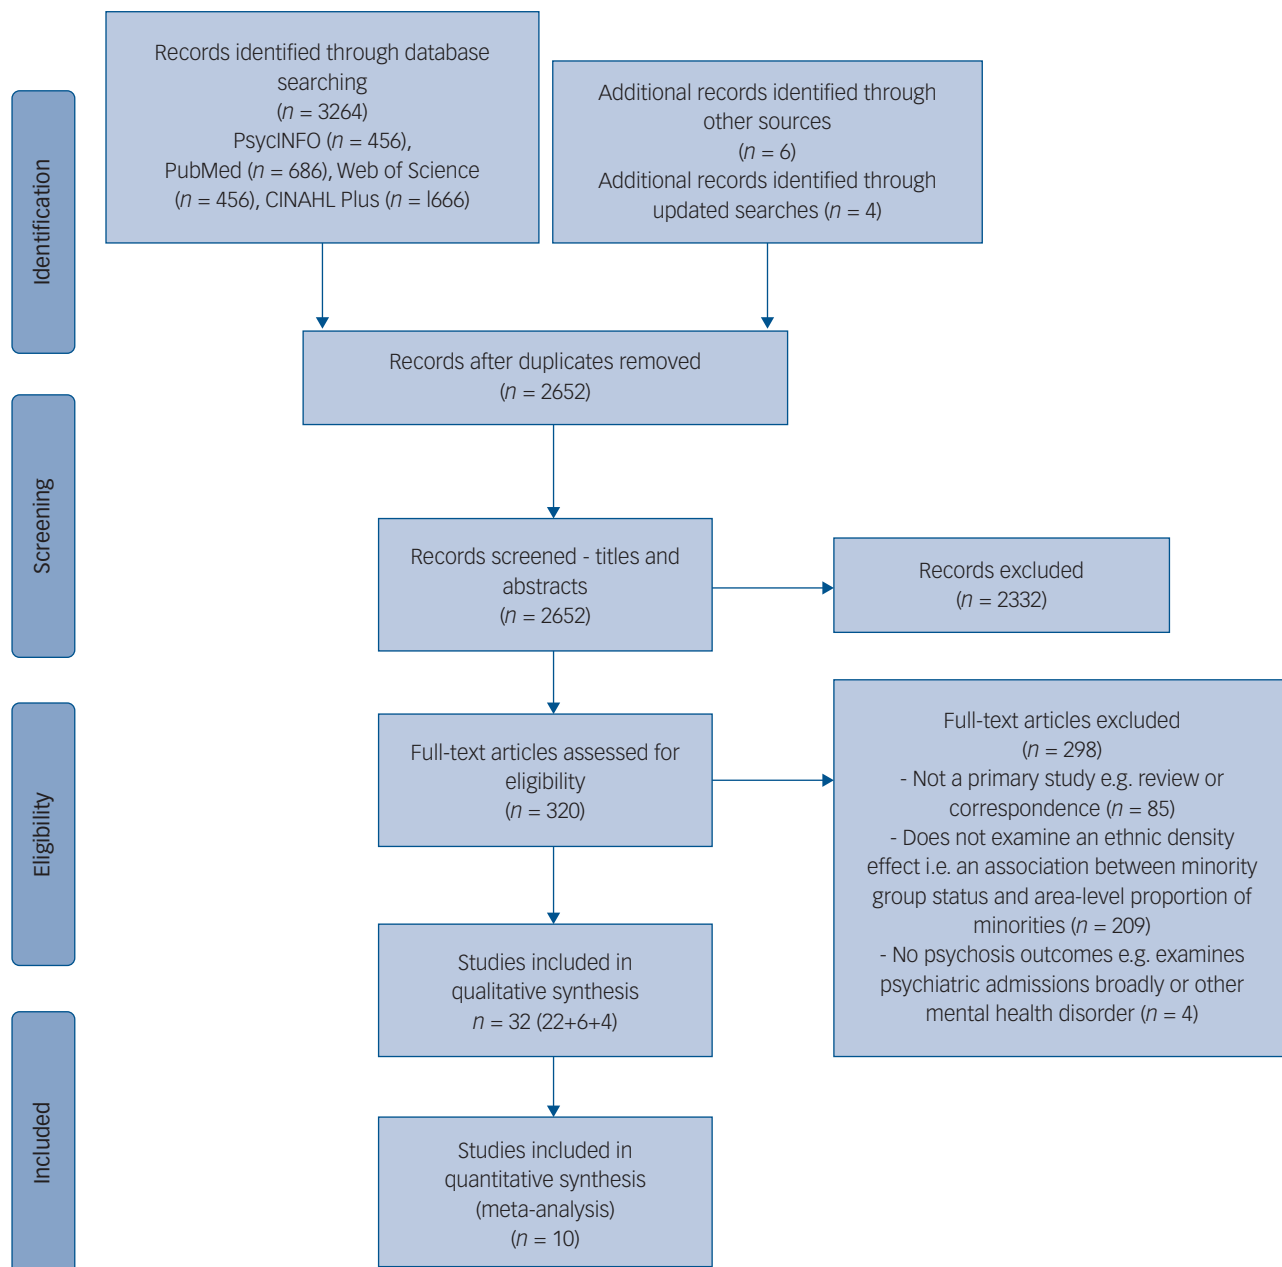 Identification
Records identified through database
searching
(n = 3264)
PsycINFO (n = 456),
PubMed (n = 686), Web of Science
(n = 456), CINAHL Plus (n = l666)
Additional records identified through
other sources
(n = 6)
Additional records identified through
updated searches (n = 4)
Records after duplicates removed
(n = 2652)
Screening
Records screened - titles and
abstracts
(n = 2652)
Records excluded
(n = 2332)
Eligibility
Full-text articles assessed for
eligibility
(n = 320)
Full-text articles excluded
(n = 298)
- Not a primary study e.g. review or
correspondence (n = 85)
- Does not examine an ethnic density
effect i.e. an association between minority
group status and area-level proportion of
minorities (n = 209)
- No psychosis outcomes e.g. examines
psychiatric admissions broadly or other
mental health disorder (n = 4)
Studies included in
qualitative synthesis
n = 32 (22+6+4)
Included
Studies included in
quantitative synthesis
(meta-analysis)
(n = 10)